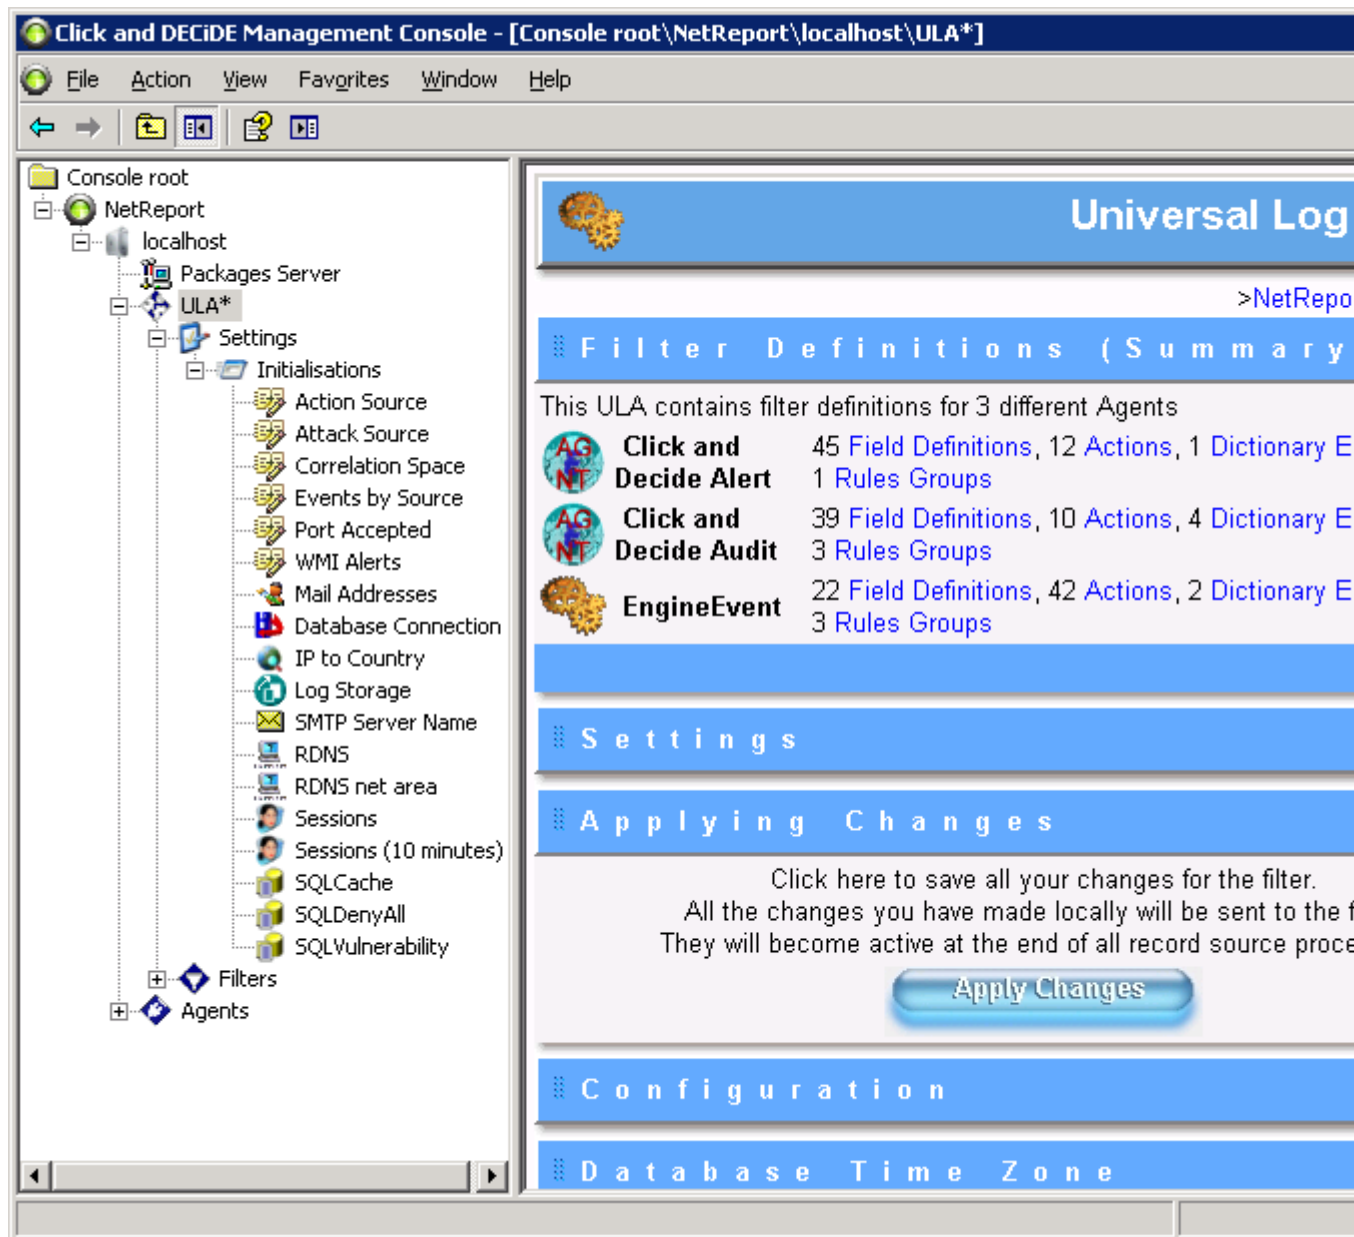 Click and DECiDE Management Console - [Console root\NetReport\localhost\ULA*]
File Action View Favorites Window Help
Console root
NetReport
localhost
Packages Server
ULA*
Settings
Initialisations
Action Source
Attack Source
Correlation Space
Events by Source
Port Accepted
WMI Alerts
Mail Addresses
Database Connection
IP to Country
Log Storage
SMTP Server Name
RDNS
RDNS net area
Sessions
Sessions (10 minutes)
SQLCache
SQLDenyAll
SQLVulnerability
Filters
Agents
Universal Log
>NetRepo
Filter Definitions (Summary
This ULA contains filter definitions for 3 different Agents
Click and Decide Alert
45 Field Definitions, 12 Actions, 1 Dictionary E
1 Rules Groups
Click and Decide Audit
39 Field Definitions, 10 Actions, 4 Dictionary E
3 Rules Groups
EngineEvent
22 Field Definitions, 42 Actions, 2 Dictionary E
3 Rules Groups
Settings
Applying Changes
Click here to save all your changes for the filter.
All the changes you have made locally will be sent to the f
They will become active at the end of all record source proce
Apply Changes
Configuration
Database Time Zone